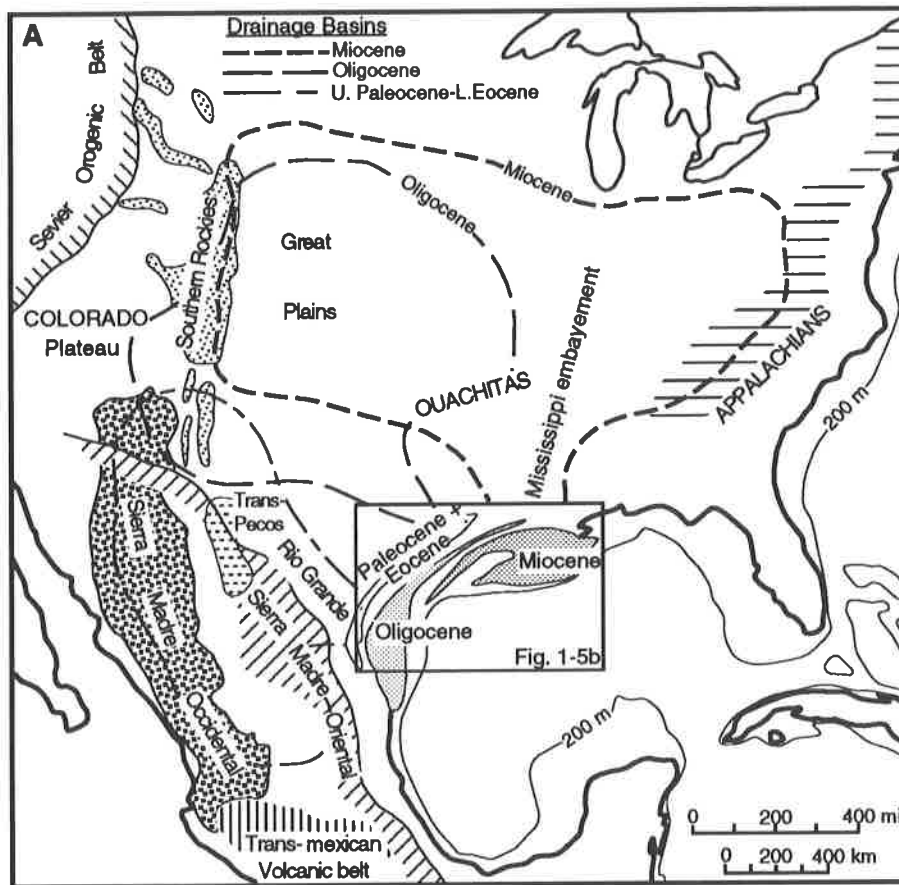 A
Drainage Basins
Miocene
Oligocene
U. Paleocene-L.Eocene
Sevier Orogenic Belt
Southern Rockies
Great
Plains
Oligocene
Miocene
COLORADO
Plateau
OUACHITAS
Mississippi embayement
APPALACHIANS
200 m
Trans-
Pecos
Rio Grande
Paleocene +
Eocene
Miocene
Oligocene
Fig. 1-5b
Sierra Madre Occidental
Sierra Madre Oriental
200 m
Trans-mexican
Volcanic belt
0 200 400 mi
0 200 400 km